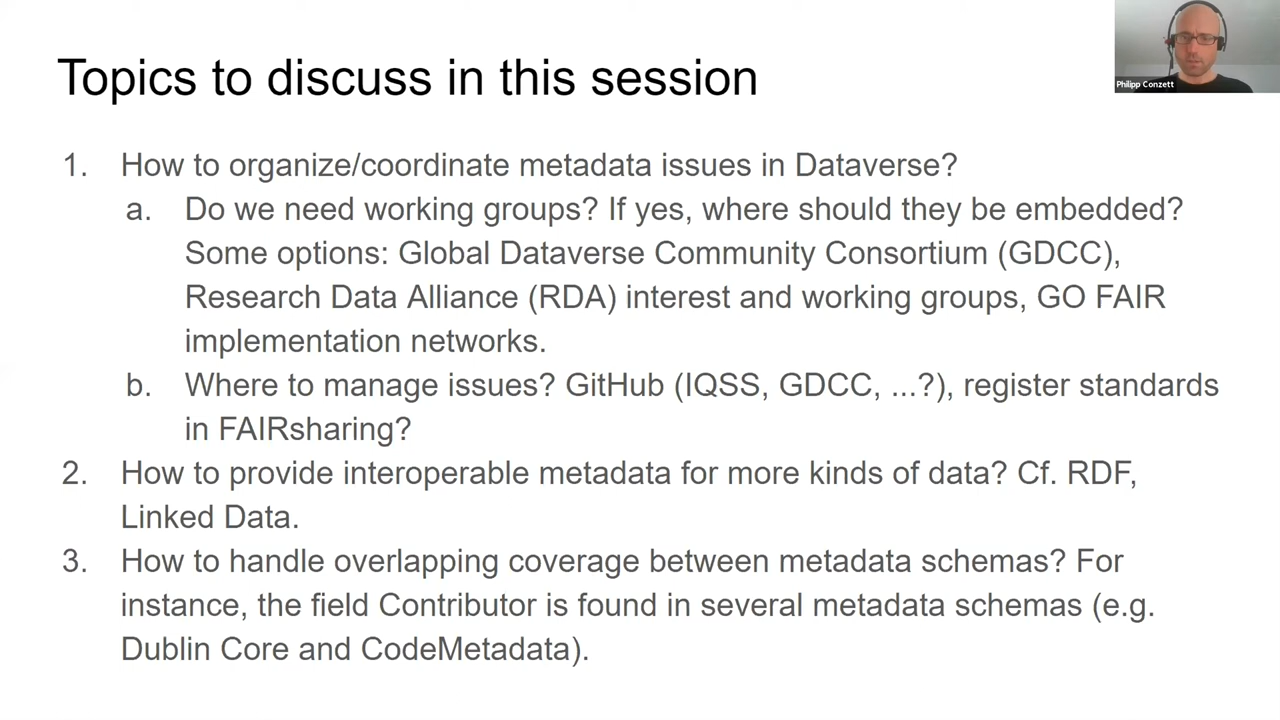 Topics to discuss in this session
Philipp Conzett
1. How to organize/coordinate metadata issues in Dataverse?
a. Do we need working groups? If yes, where should they be embedded?
Some options: Global Dataverse Community Consortium (GDCC),
Research Data Alliance (RDA) interest and working groups, GO FAIR
implementation networks.
b. Where to manage issues? GitHub (IQSS, GDCC, ...?), register standards
in FAIRsharing?
2. How to provide interoperable metadata for more kinds of data? Cf. RDF,
Linked Data.
3. How to handle overlapping coverage between metadata schemas? For
instance, the field Contributor is found in several metadata schemas (e.g.
Dublin Core and CodeMetadata).